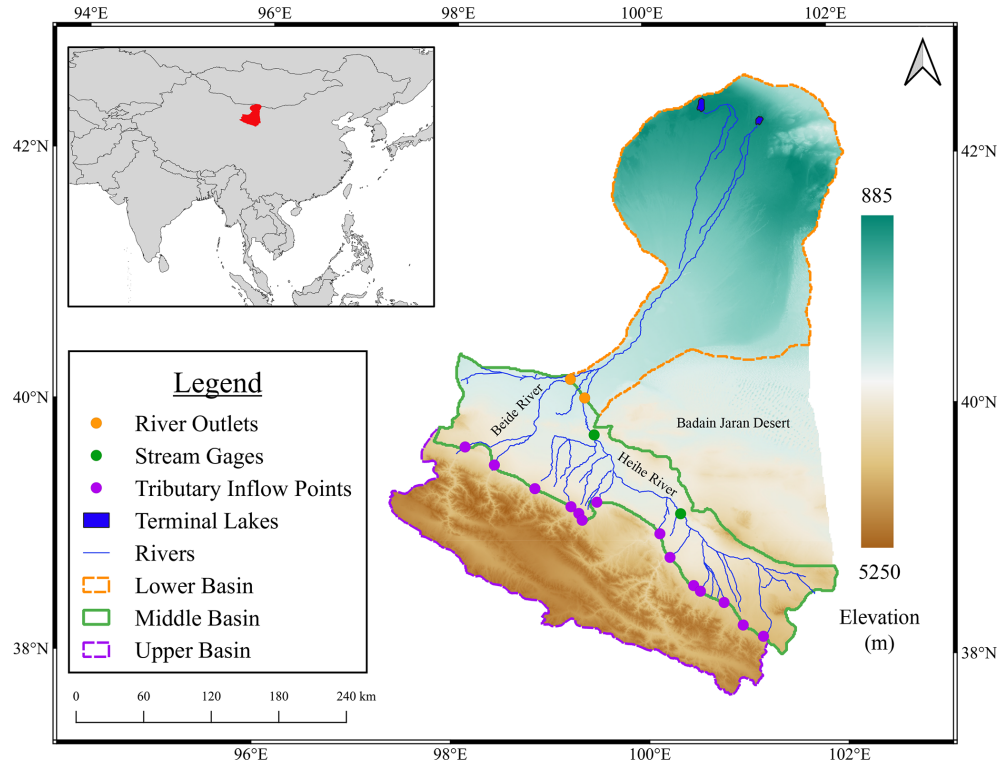 94°E 96°E 98°E 100°E 102°E
42°N
42°N
885
40°N
40°N
Beide River
Badain Jaran Desert
Heihe River
5250
Elevation
(m)
Legend
River Outlets
Stream Gages
Tributary Inflow Points
Terminal Lakes
Rivers
Lower Basin
Middle Basin
Upper Basin
38°N
38°N
0 60 120 180 240 km
96°E 98°E 100°E 102°E